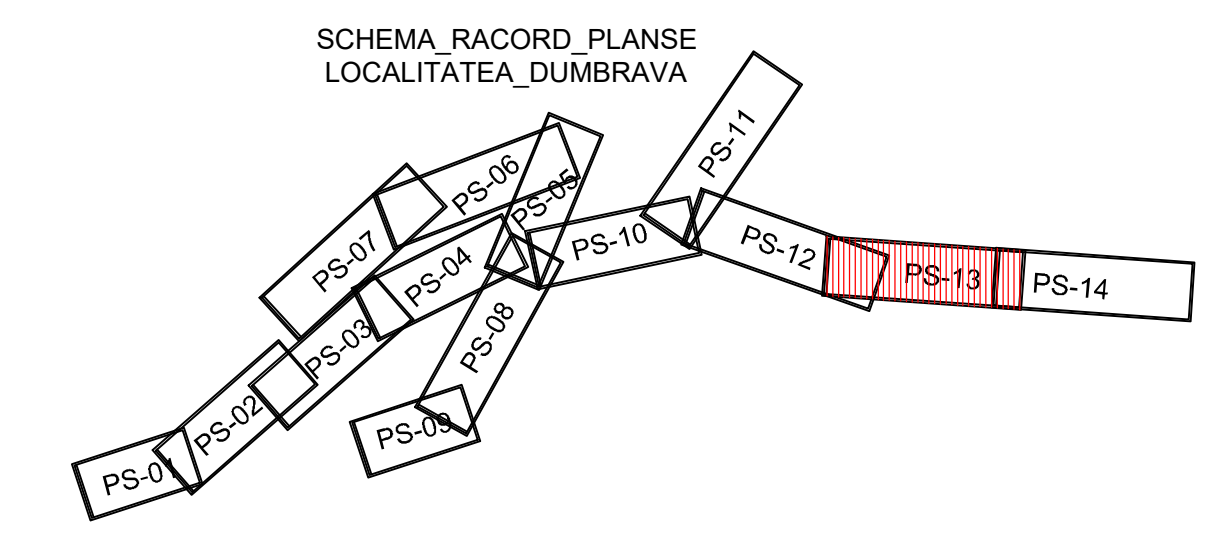 SCHEMA_RACORD_PLANSE
LOCALITATEA_DUMBRAVA
PS-11
PS-06
PS-05
PS-07
PS-10
PS-12
PS-04
PS-13
PS-14
PS-03
PS-08
PS-02
PS-09
PS-01